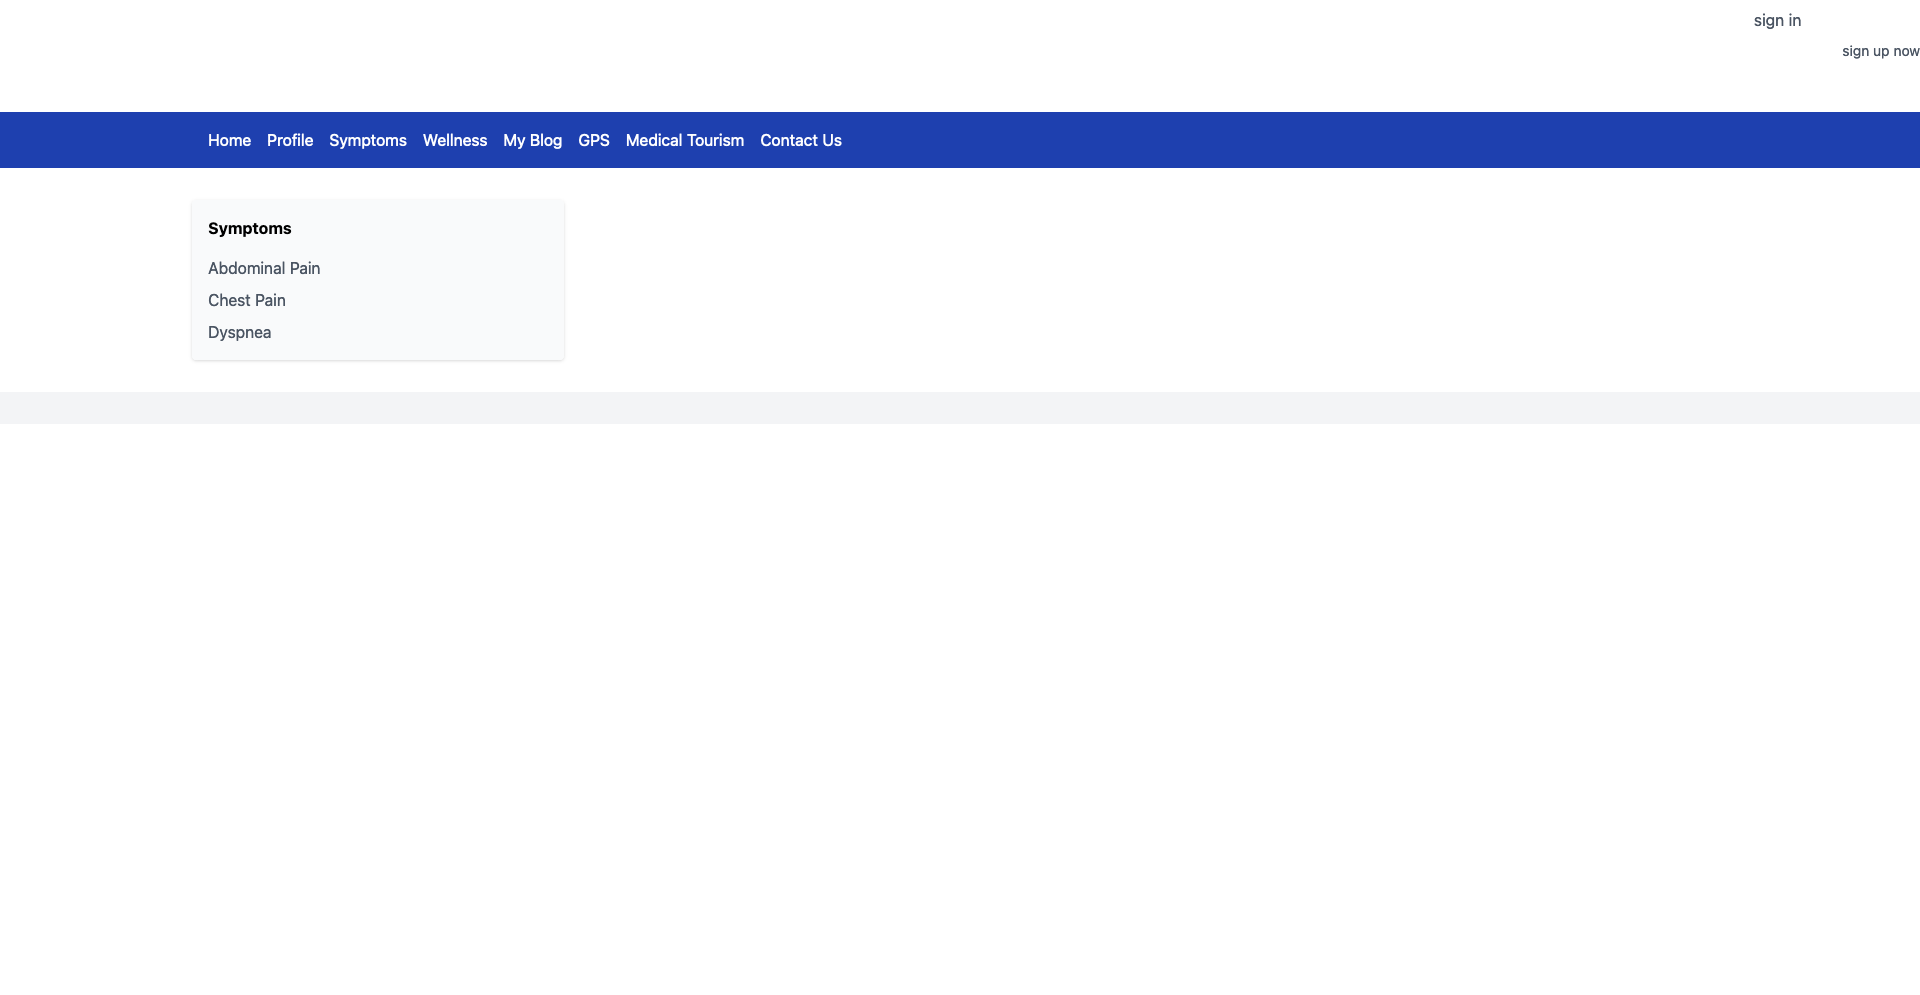 sign in
sign up now
Home Profile Symptoms Wellness My Blog GPS Medical Tourism Contact Us
Symptoms
Abdominal Pain
Chest Pain
Dyspnea